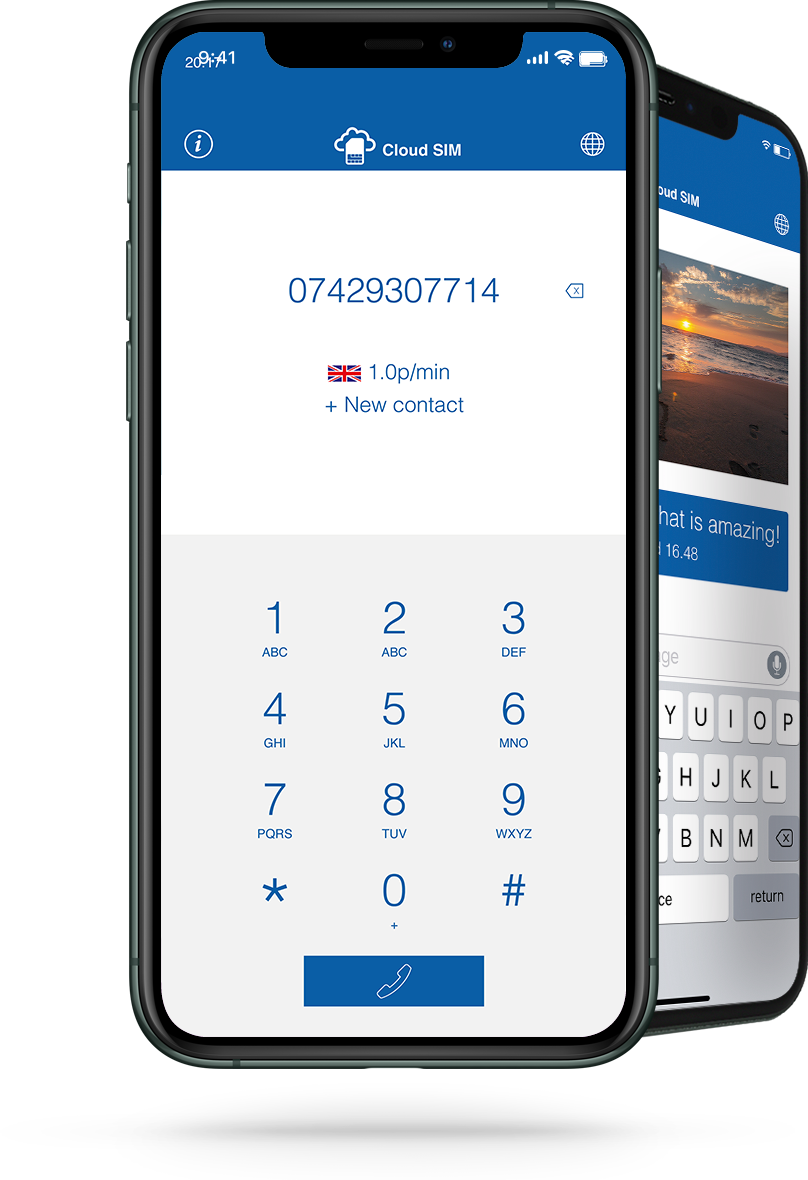 20:17
9:41
Cloud SIM
07429307714
1.0p/min
+ New contact
1 2 3
ABC ABC DEF
4 5 6
GHI JKL MNO
7 8 9
PQRS TUV WXYZ
* 0 #
+
oud SIM
hat is amazing!
16.48
ge
Y U I O P
H J K L
B N M
ce return